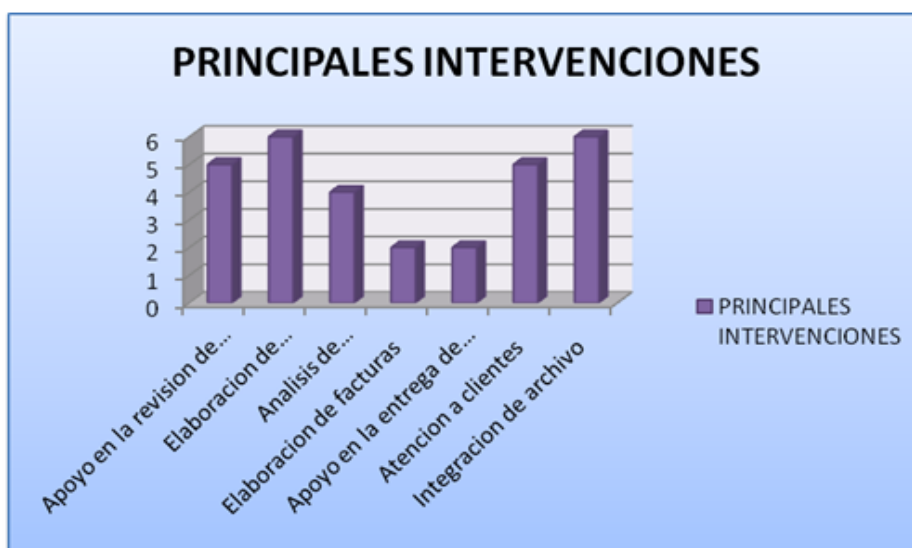 PRINCIPALES INTERVENCIONES
6
5
4
3
2
1
0
Apoyo en la revision de...
Elaboracion de...
Analisis de...
Elaboracion de facturas
Apoyo en la entrega de...
Atencion a clientes
Integracion de archivo
PRINCIPALES
INTERVENCIONES